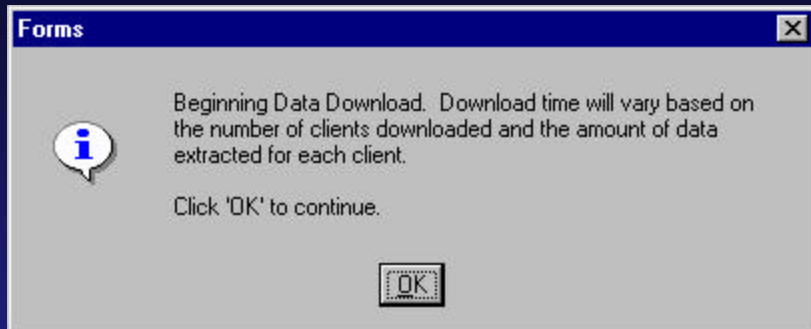 Forms
Beginning Data Download.  Download time will vary based on
the number of clients downloaded and the amount of data
extracted for each client.
Click 'OK' to continue.
OK